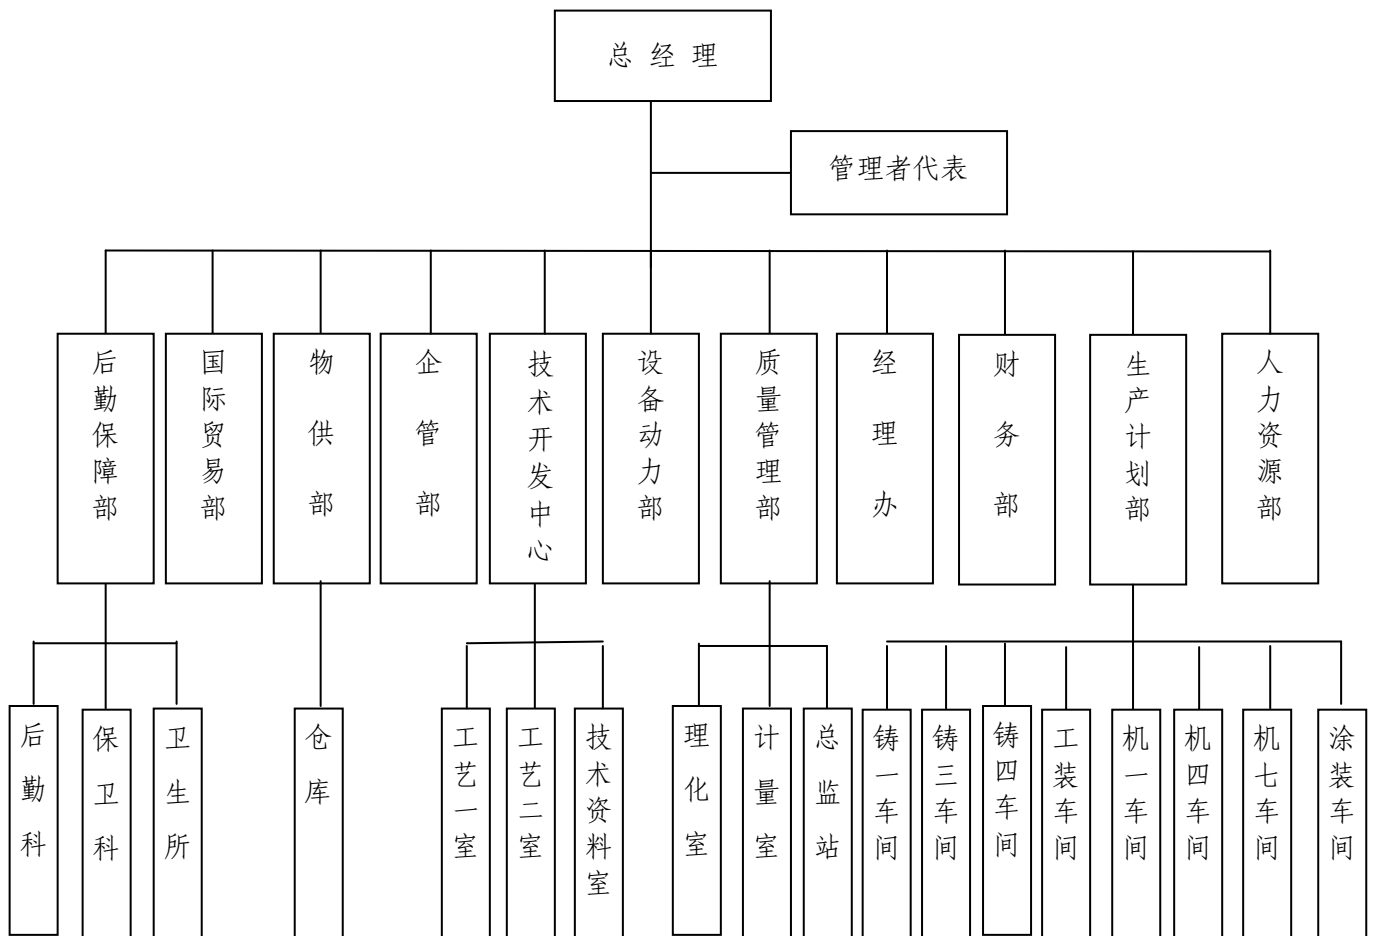 总 经 理
管理者代表
后勤保障部
国际贸易部
物供部
企管部
技术开发中心
设备动力部
质量管理部
经理办
财务部
生产计划部
人力资源部
后勤科
保卫科
卫生所
仓库
工艺一室
工艺二室
技术资料室
理化室
计量室
总监站
铸一车间
铸三车间
铸四车间
工装车间
机一车间
机四车间
机七车间
涂装车间